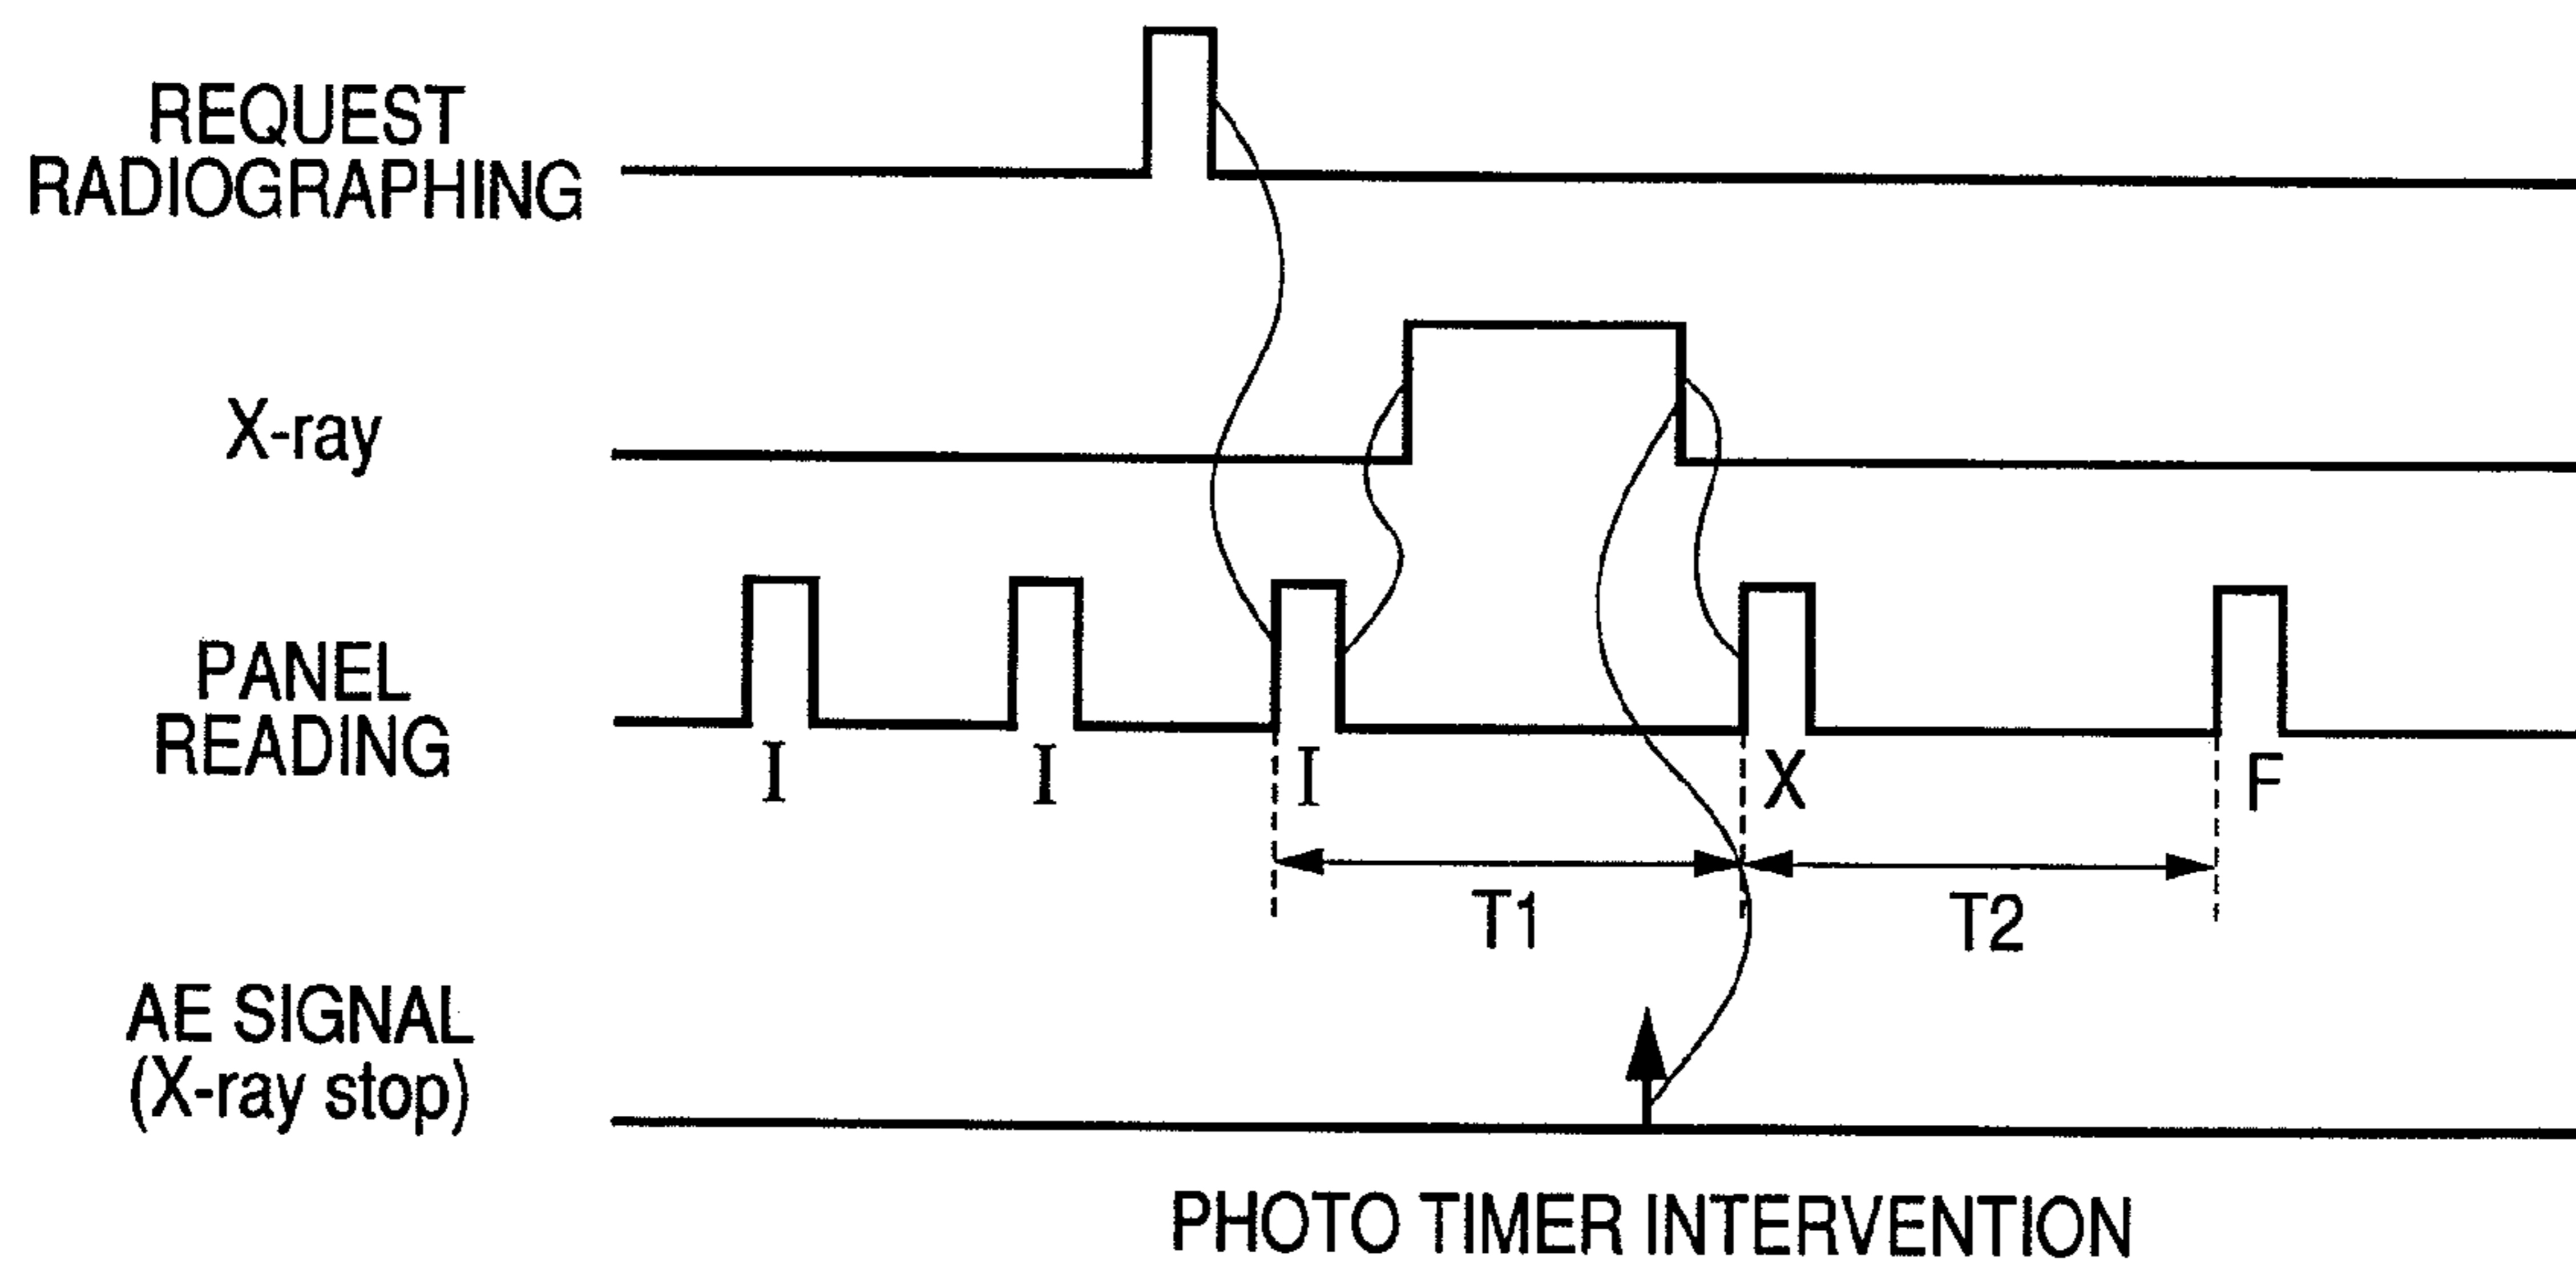 REQUEST
RADIOGRAPHING
X-ray
PANEL
READING
I I I X F
T1 T2
AE SIGNAL
(X-ray stop)
PHOTO TIMER INTERVENTION